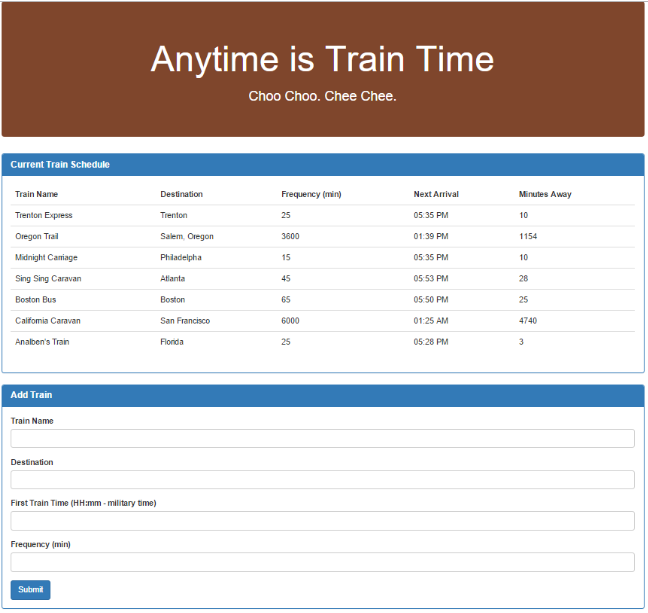 Anytime is Train Time
Choo Choo. Chee Chee.
Current Train Schedule
Train Name Destination Frequency (min) Next Arrival Minutes Away
Trenton Express Trenton 25 05:35 PM 10
Oregon Trail Salem, Oregon 3600 01:39 PM 1154
Midnight Carriage Philadelpha 15 05:35 PM 10
Sing Sing Caravan Atlanta 45 05:53 PM 28
Boston Bus Boston 65 05:50 PM 25
California Caravan San Francisco 6000 01:25 AM 4740
Analben's Train Florida 25 05:28 PM 3
Add Train
Train Name
Destination
First Train Time (HH:mm - military time)
Frequency (min)
Submit